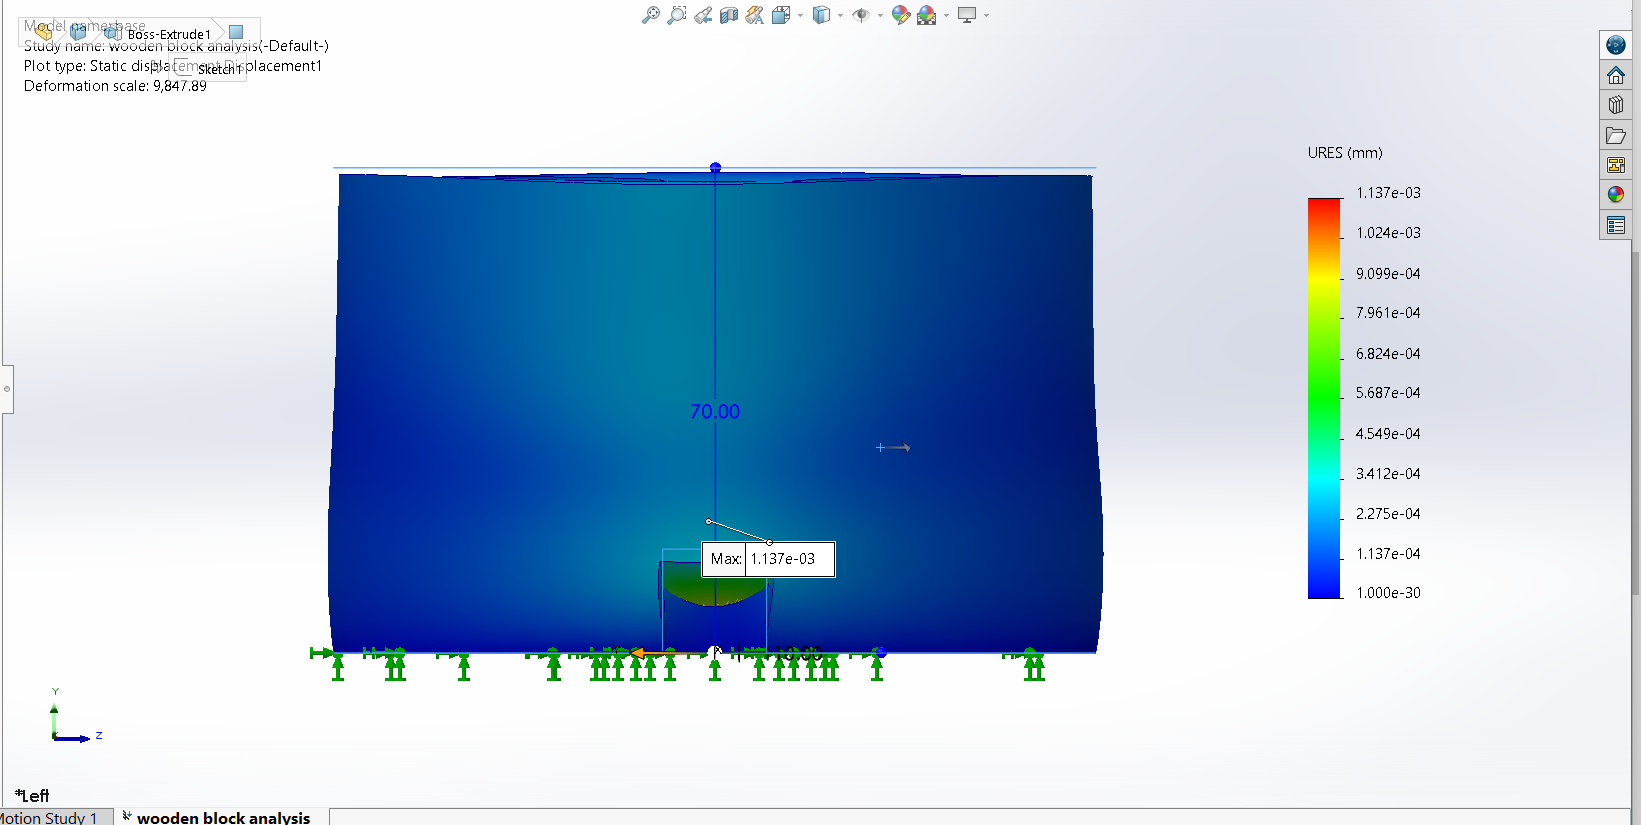 Model name: base
Boss-Extrude1
Study name: wooden block analysis(-Default-)
Plot type: Static displacement Displacement1
Sketch1
Deformation scale: 9,847.89
URES (mm)
1.137e-03
1.024e-03
9.099e-04
7.961e-04
6.824e-04
5.687e-04
4.549e-04
3.412e-04
2.275e-04
1.137e-04
1.000e-30
70.00
Max: 1.137e-03
Y
Z
*Left
Motion Study 1
wooden block analysis